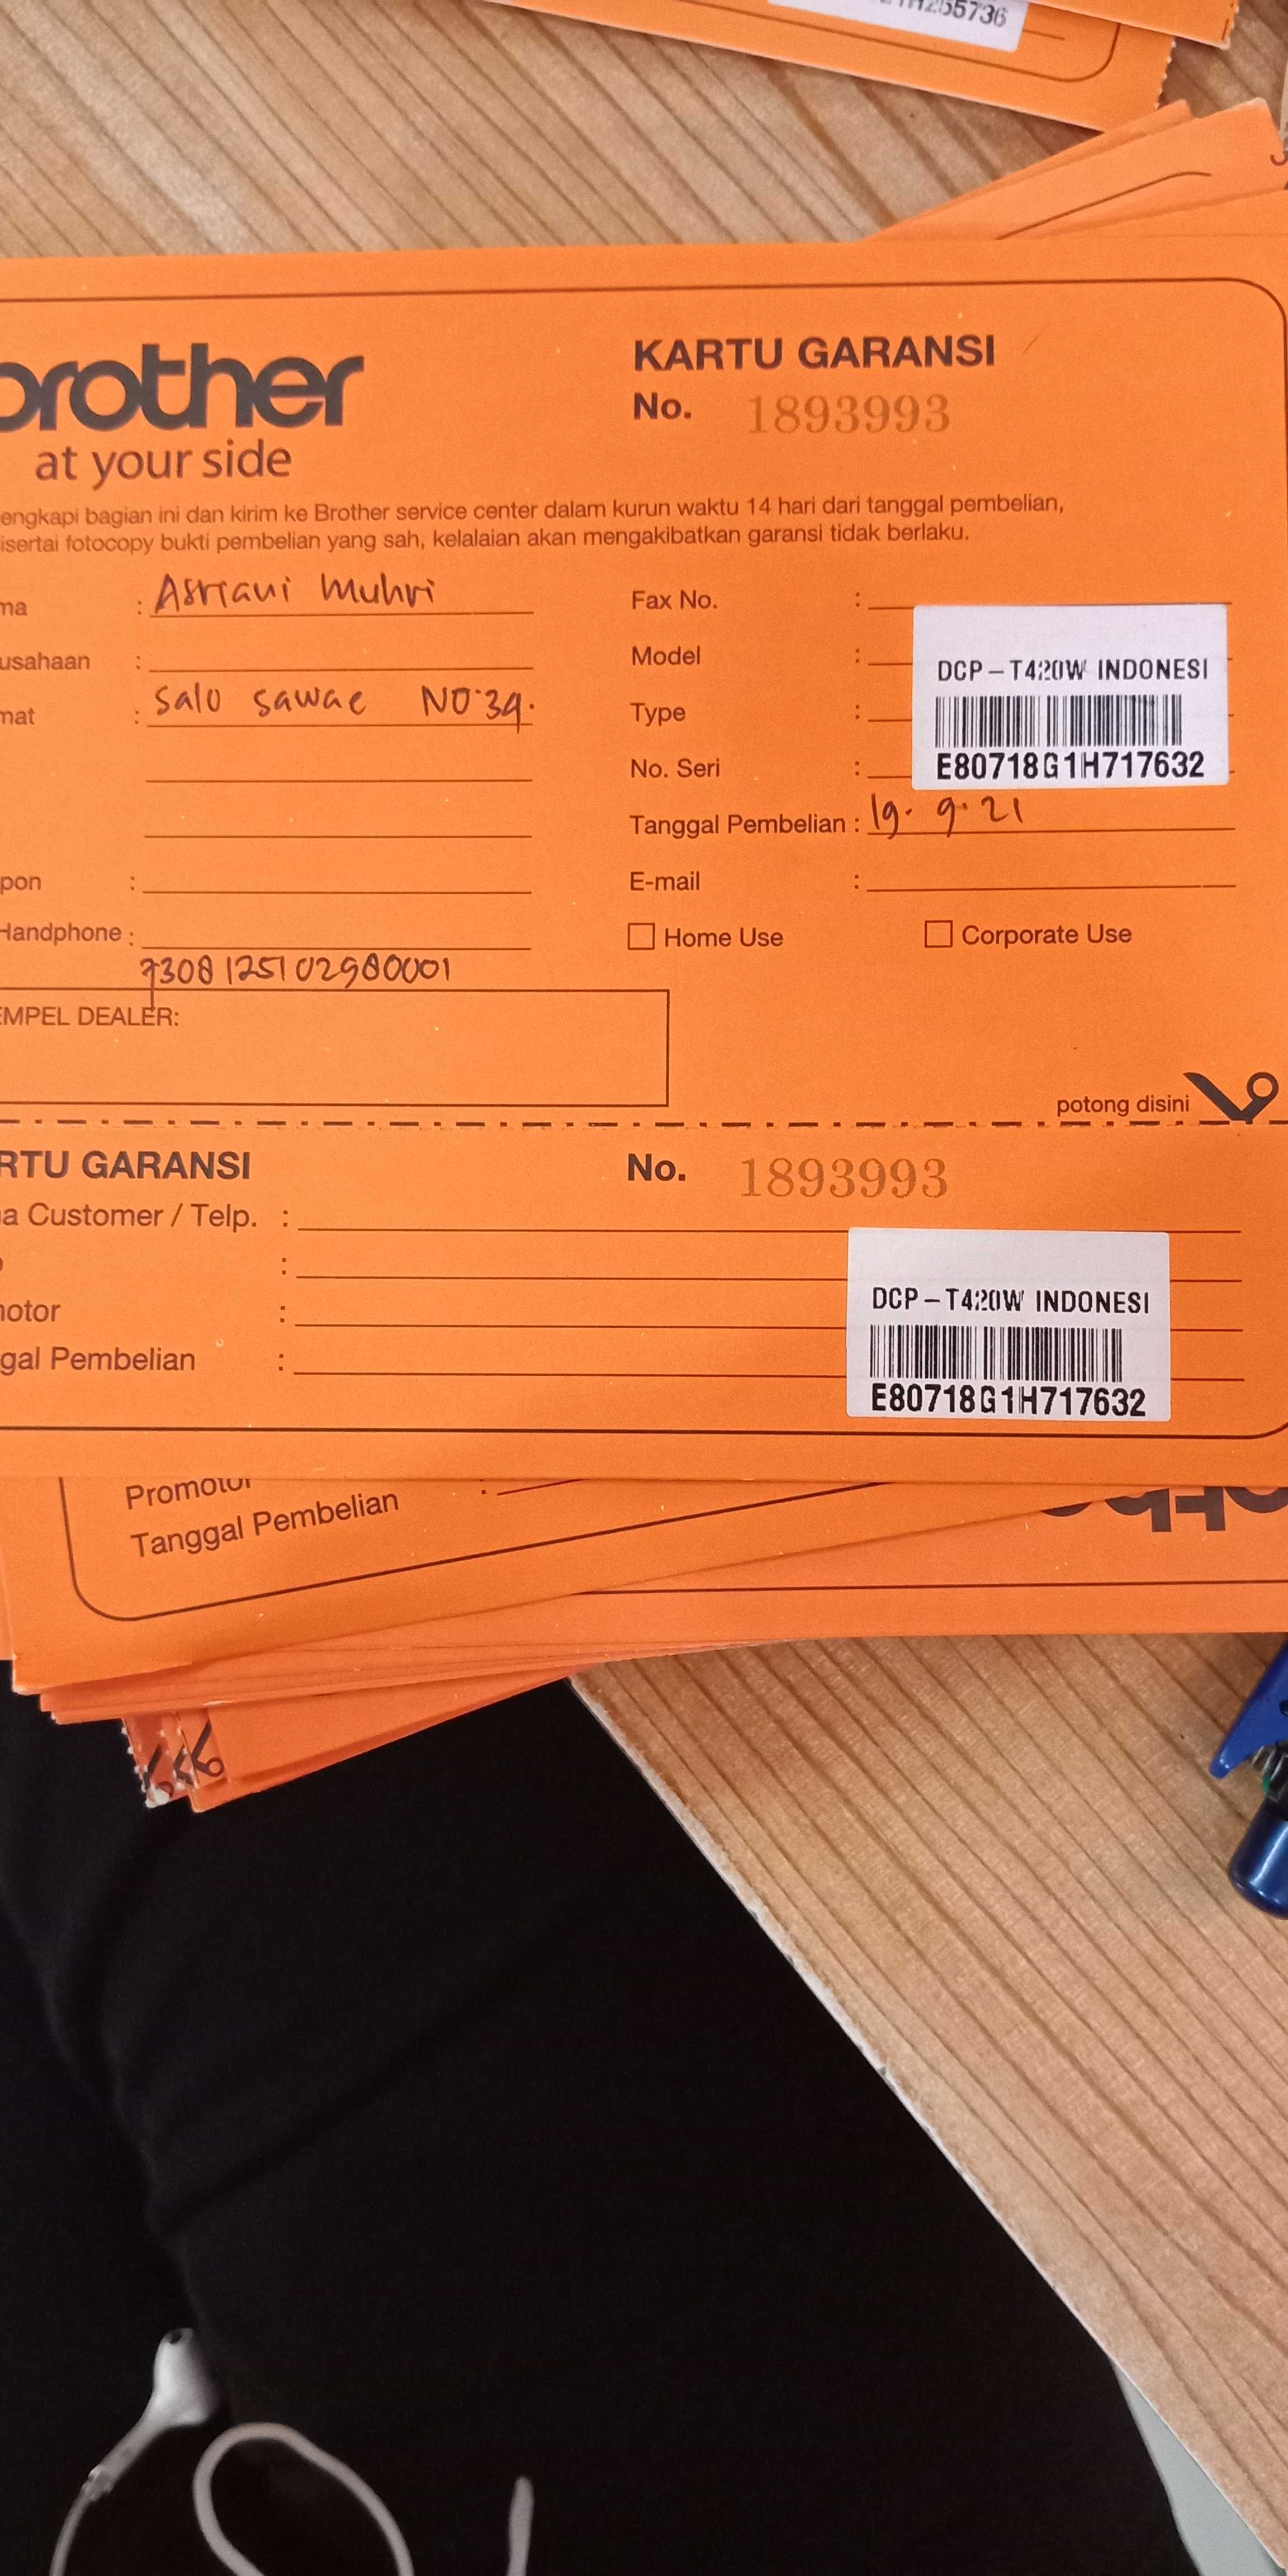 255736
brother
at your side
KARTU GARANSI
No. 1893993
engkapi bagian ini dan kirim ke Brother service center dalam kurun waktu 14 hari dari tanggal pembelian,
isertai fotocopy bukti pembelian yang sah, kelalaian akan mengakibatkan garansi tidak berlaku.
ma : Asriani Muhri
usahaan :
mat : Salo sawae NO 39.
pon :
Handphone :
7308125102980001
Fax No. :
Model :
Type :
No. Seri :
DCP-T420W INDONESI
E80718G1H717632
Tanggal Pembelian : 19. 9. 21
E-mail :
Home Use
Corporate Use
EMPEL DEALER:
potong disini
RTU GARANSI
No. 1893993
a Customer / Telp. :
:
motor :
gal Pembelian :
DCP-T420W INDONESI
E80718G1H717632
Promotor
Tanggal Pembelian :